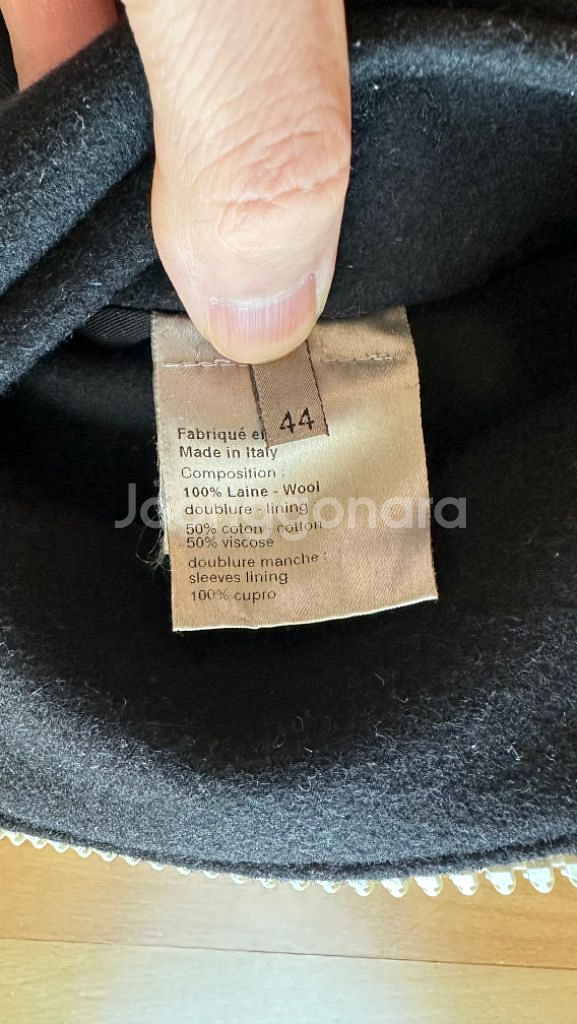 44
Fabriqué e
Made in Italy
Composition :
100% Laine - Wool
doublure - lining
50% coton - cotton
50% viscose
doublure manche :
sleeves lining
100% cupro